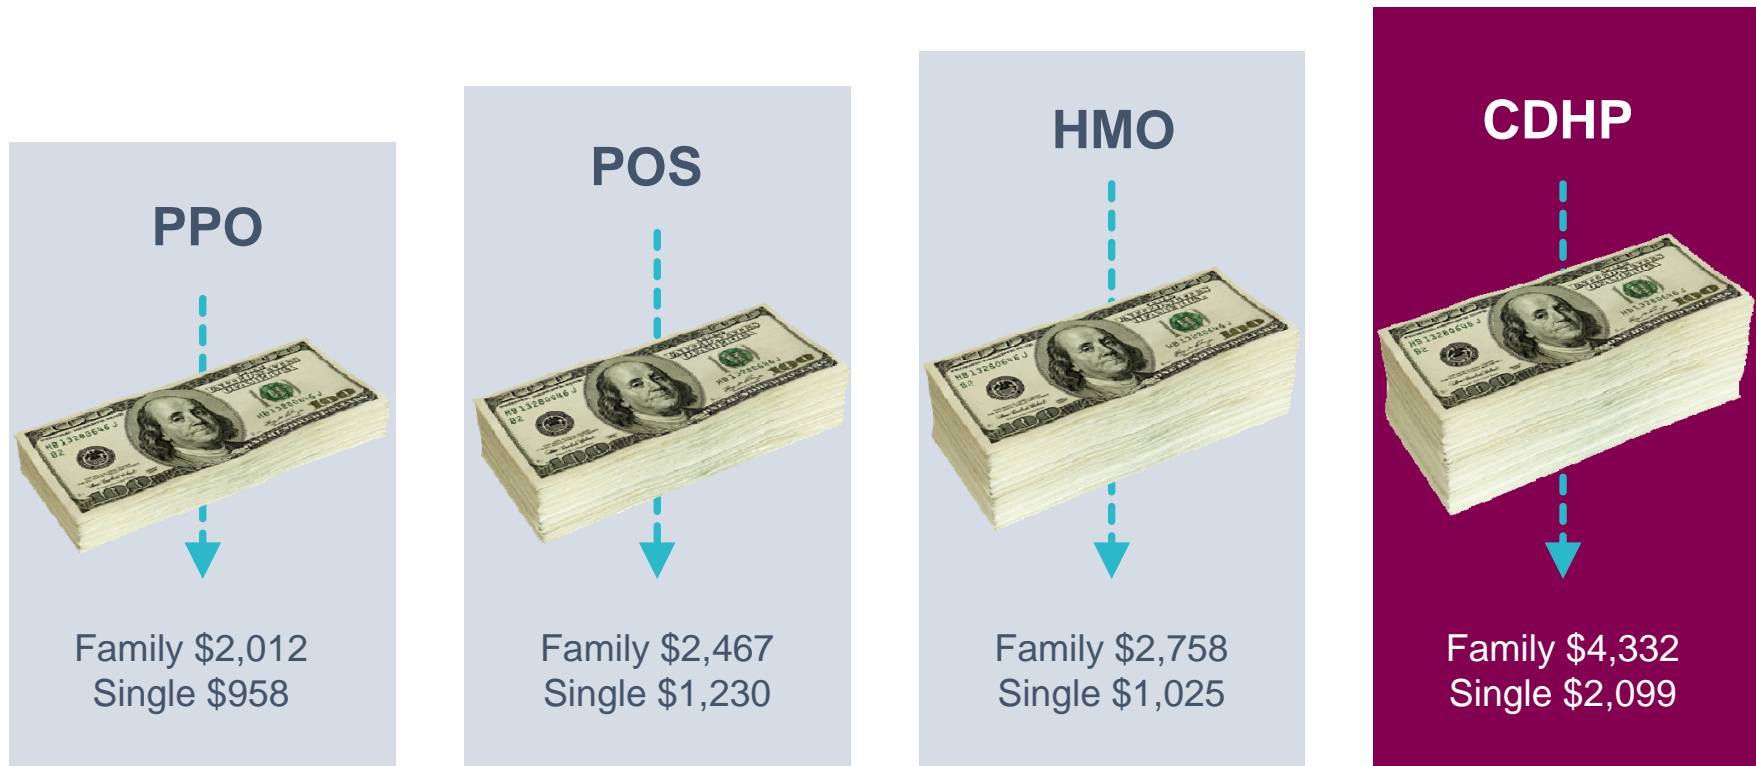 PPO
Family $2,012
Single $958
POS
Family $2,467
Single $1,230
HMO
Family $2,758
Single $1,025
CDHP
Family $4,332
Single $2,099